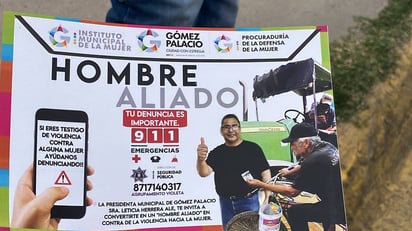 INSTITUTO MUNICIPAL
DE LA MUJER
GÓMEZ
PALACIO
CIUDAD CON ESTRELLA
PROCURADURÍA
DE LA DEFENSA
DE LA MUJER
HOMBRE
ALIADO
SI ERES TESTIGO
DE VIOLENCIA
CONTRA
ALGUNA MUJER
AYÚDANOS
DENUNCIANDO!!
TU DENUNCIA ES
IMPORTANTE.
911
EMERGENCIAS
SEGURIDAD
PÚBLICA
8717140317
AGRUPAMENTO VIOLETA
LA PRESIDENTA MUNICIPAL DE GÓMEZ PALACIO
SRA. LETICIA HERRERA ALE, TE INVITA A
CONVERTIRTE EN UN "HOMBRE ALIADO" EN
CONTRA DE LA VIOLENCIA HACIA LA MUJER.